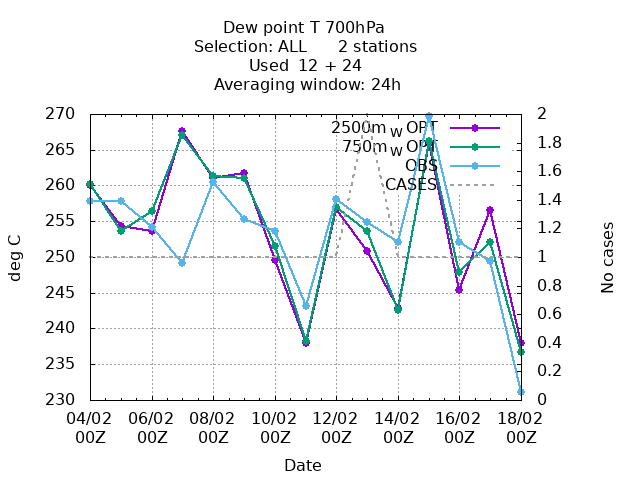 Dew point T 700hPa
Selection: ALL 2 stations
Used 12 + 24
Averaging window: 24h
270
265
260
255
250
245
240
235
230
deg C
2
1.8
1.6
1.4
1.2
1
0.8
0.6
0.4
0.2
0
No cases
2500m W OPT
750m W OPT
OBS
CASES
04/02 06/02 08/02 10/02 12/02 14/02 16/02 18/02
00Z 00Z 00Z 00Z 00Z 00Z 00Z 00Z
Date